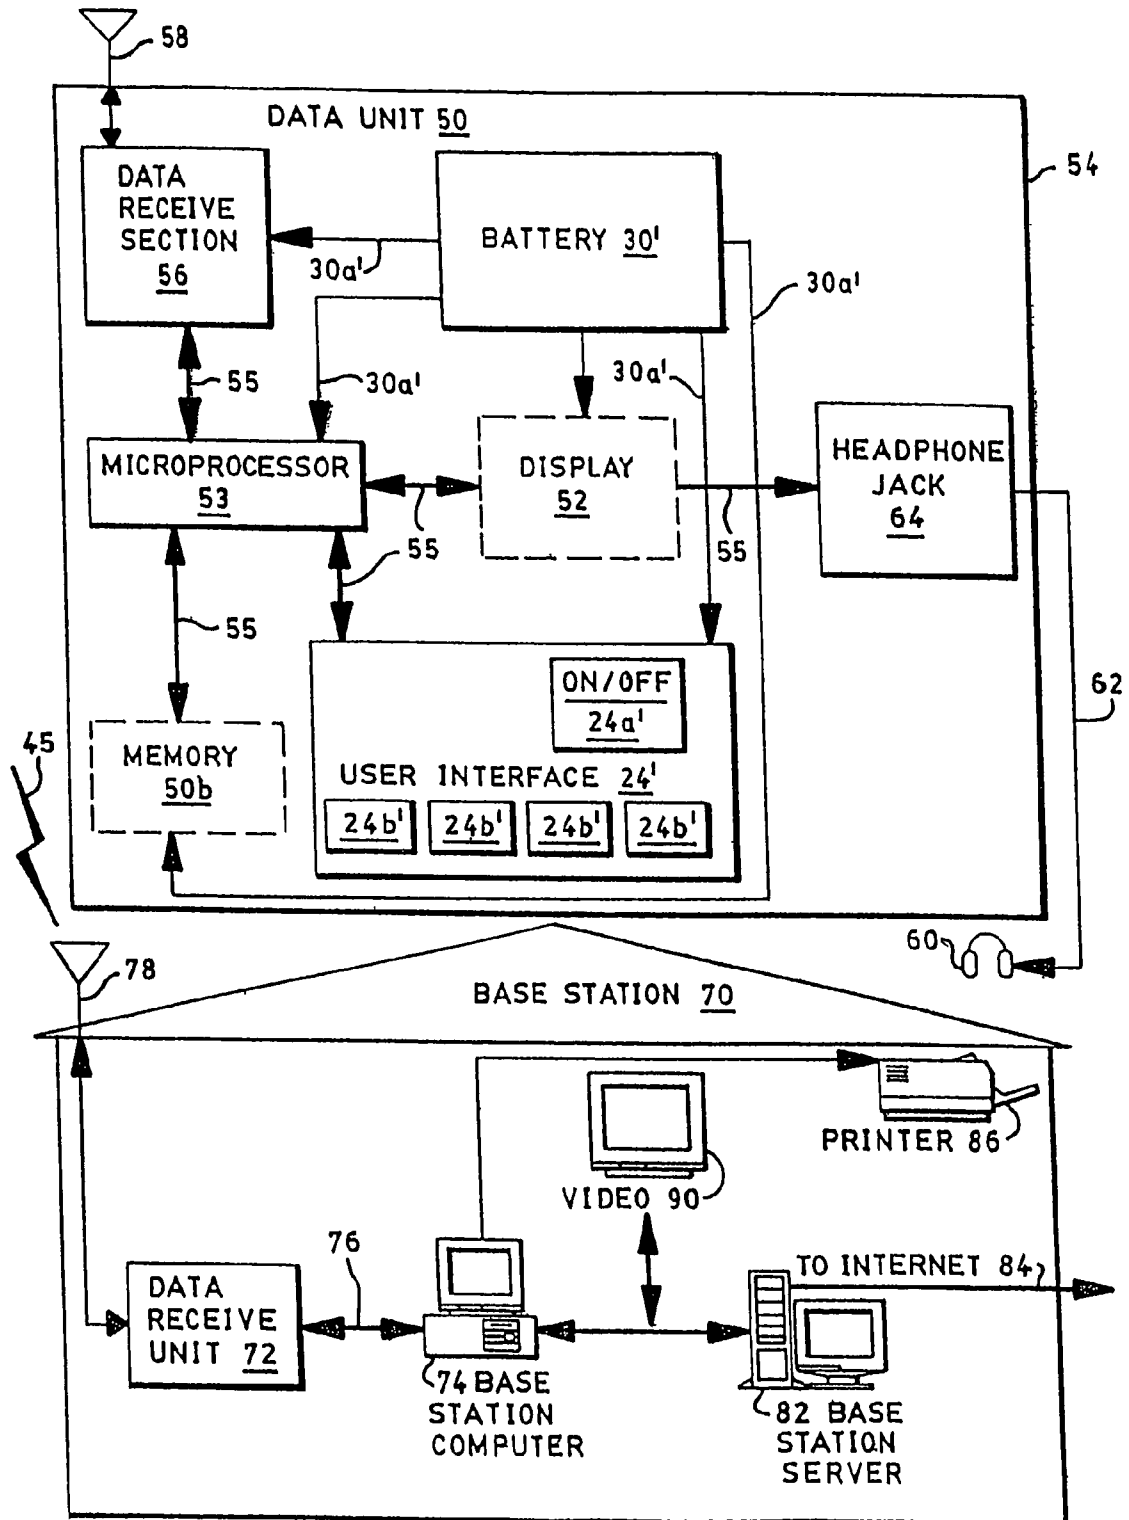 58
DATA UNIT 50
54
DATA
RECEIVE
SECTION
56
BATTERY 30'
30a'
30a'
55
30a'
30a'
MICROPROCESSOR
53
DISPLAY
52
HEADPHONE
JACK
64
55
55
55
62
ON/OFF
24a'
45
MEMORY
50b
USER INTERFACE 24'
24b' 24b' 24b' 24b'
60
78
BASE STATION 70
PRINTER 86
VIDEO 90
76
TO INTERNET 84
DATA
RECEIVE
UNIT 72
74 BASE
STATION
COMPUTER
82 BASE
STATION
SERVER